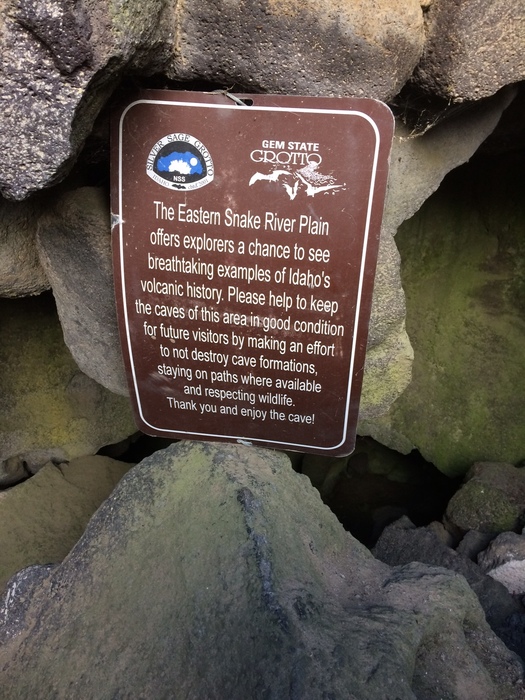 SILVER SAGE GROTTO
NSS
GEM STATE
GROTTO
The Eastern Snake River Plain
offers explorers a chance to see
breathtaking examples of Idaho's
volcanic history. Please help to keep
the caves of this area in good condition
for future visitors by making an effort
to not destroy cave formations,
staying on paths where available
and respecting wildlife.
Thank you and enjoy the cave!